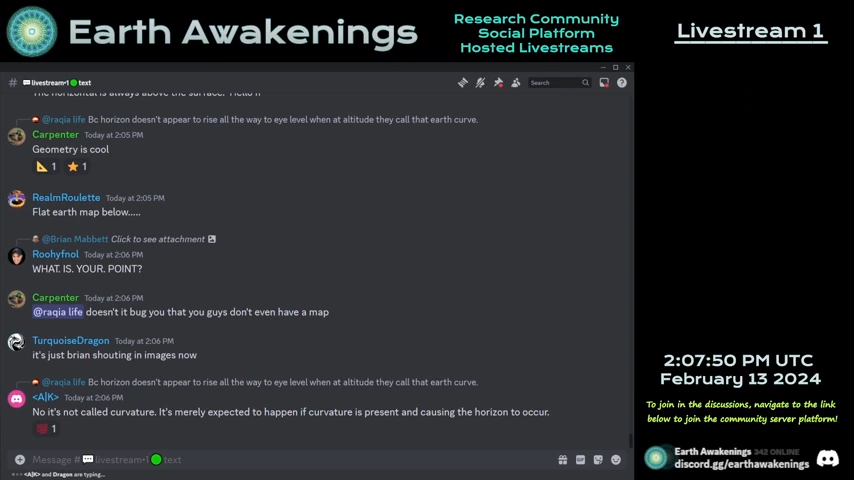 Earth Awakenings
Research Community
Social Platform
Hosted Livestreams
Livestream 1
# livestream-1 text
Search
@raqia life Bc horizon doesn't appear to rise all the way to eye level when at altitude they call that earth curve.
Carpenter Today at 2:05 PM
Geometry is cool
1 1
RealmRoulette Today at 2:05 PM
Flat earth map below.....
@Brian Mabbett Click to see attachment
Roohyfnol Today at 2:06 PM
WHAT. IS. YOUR. POINT?
Carpenter Today at 2:06 PM
@raqia life doesn't it bug you that you guys don't even have a map
TurquoiseDragon Today at 2:06 PM
it's just brian shouting in images now
@raqia life Bc horizon doesn't appear to rise all the way to eye level when at altitude they call that earth curve.
<A|K> Today at 2:06 PM
No it's not called curvature. It's merely expected to happen if curvature is present and causing the horizon to occur.
1
Message # livestream-1 text
<A|K> and Dragon are typing...
2:07:50 PM UTC
February 13 2024
To join in the discussions, navigate to the link
below to join the community server platform!
Earth Awakenings 342 ONLINE
discord.gg/earthawakenings